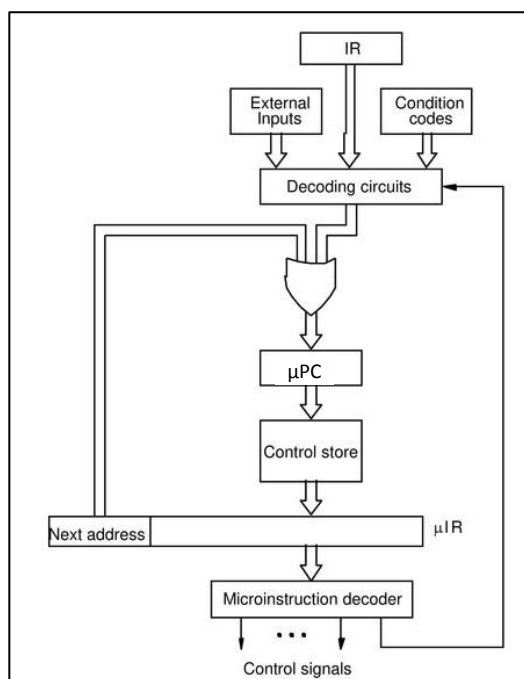 IR
External
Inputs
Condition
codes
Decoding circuits
μPC
Control store
Next address
μIR
Microinstruction decoder
Control signals